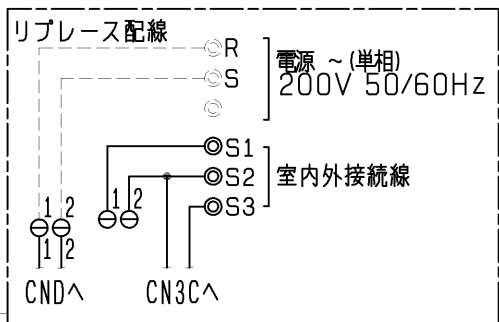 リプレース配線
R
S
電源 ~(単相)
200V 50/60Hz
S1
S2
S3
室内外接続線
1 2
1 2
1 2
CNDへ
CN3Cへ